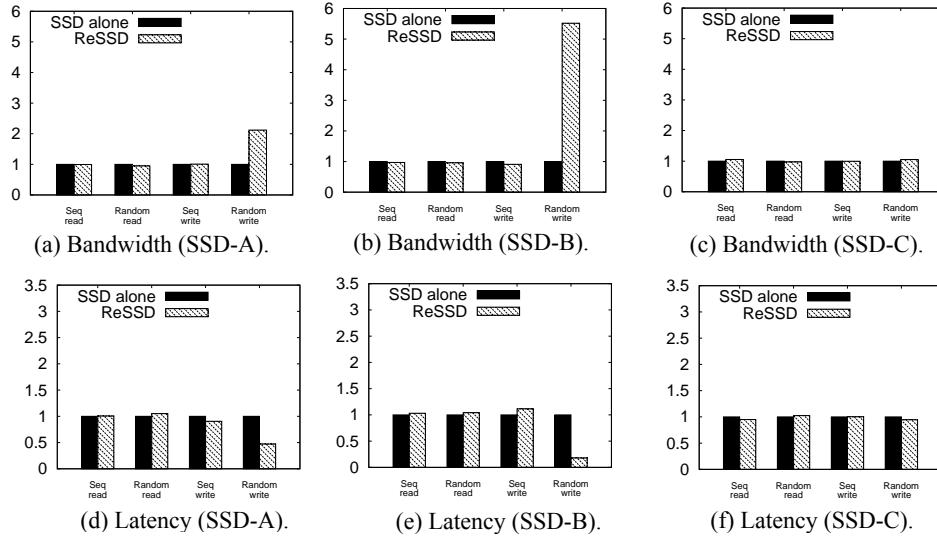 SSD alone
ReSSD
6
5
4
3
2
1
0
Seq read
Random read
Seq write
Random write
(a) Bandwidth (SSD-A).
SSD alone
ReSSD
6
5
4
3
2
1
0
Seq read
Random read
Seq write
Random write
(b) Bandwidth (SSD-B).
SSD alone
ReSSD
6
5
4
3
2
1
0
Seq read
Random read
Seq write
Random write
(c) Bandwidth (SSD-C).
SSD alone
ReSSD
3.5
3
2.5
2
1.5
1
0.5
0
Seq read
Random read
Seq write
Random write
(d) Latency (SSD-A).
SSD alone
ReSSD
3.5
3
2.5
2
1.5
1
0.5
0
Seq read
Random read
Seq write
Random write
(e) Latency (SSD-B).
SSD alone
ReSSD
3.5
3
2.5
2
1.5
1
0.5
0
Seq read
Random read
Seq write
Random write
(f) Latency (SSD-C).